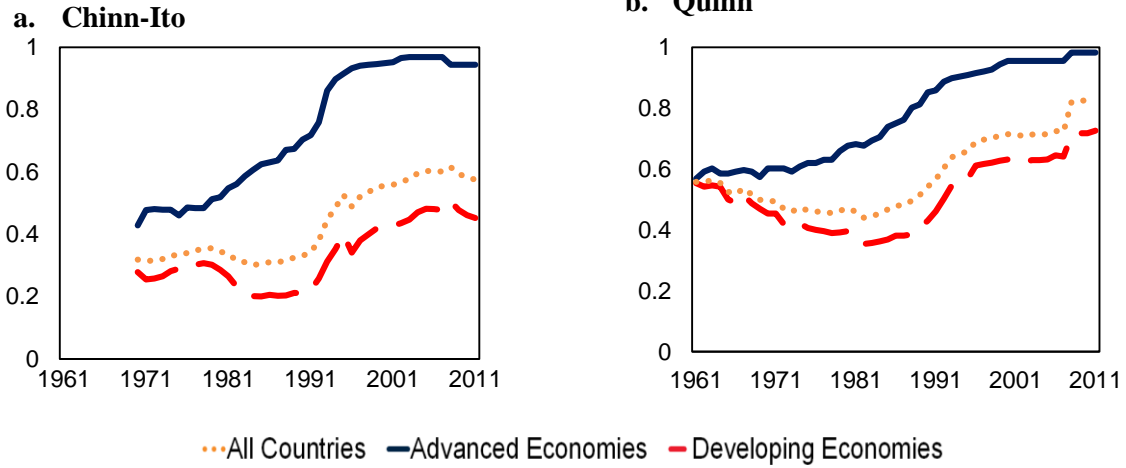 a. Chinn-Ito
b. Quinn
1
0.8
0.6
0.4
0.2
0
1961 1971 1981 1991 2001 2011
1
0.8
0.6
0.4
0.2
0
1961 1971 1981 1991 2001 2011
All Countries Advanced Economies Developing Economies